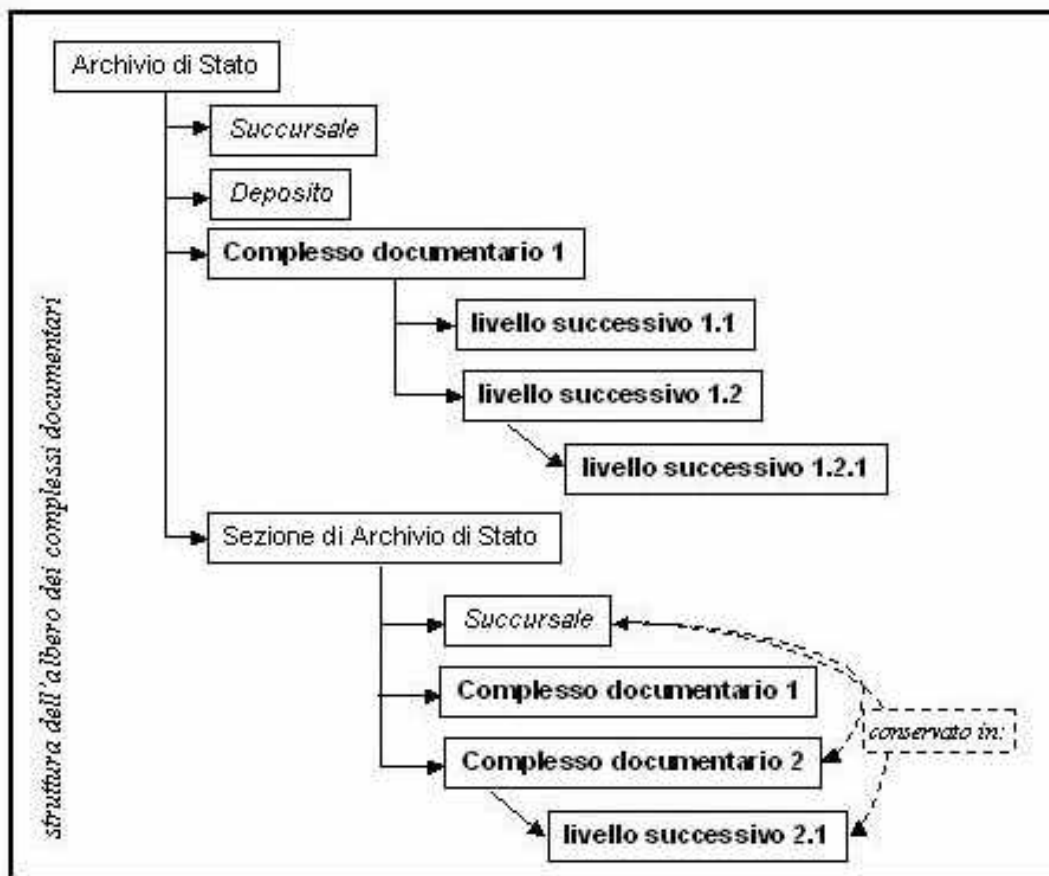 Archivio di Stato
Succursale
Deposito
Complesso documentario 1
livello successivo 1.1
livello successivo 1.2
livello successivo 1.2.1
Sezione di Archivio di Stato
Succursale
Complesso documentario 1
Complesso documentario 2
livello successivo 2.1
conservato in:
struttura dell'albero dei complessi documentari